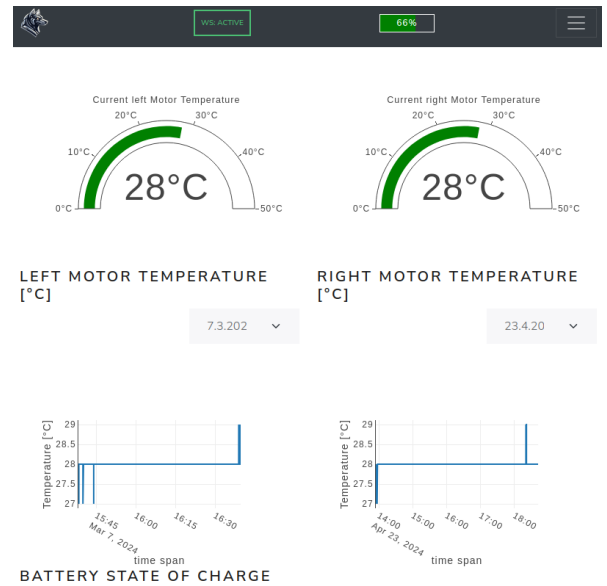 WS: ACTIVE
66%
Current left Motor Temperature
0°C
10°C
20°C
30°C
40°C
50°C
28°C
Current right Motor Temperature
0°C
10°C
20°C
30°C
40°C
50°C
28°C
LEFT MOTOR TEMPERATURE
[°C]
7.3.202
RIGHT MOTOR TEMPERATURE
[°C]
23.4.20
Temperature [°C]
29
28.5
28
27.5
27
15:45
Mar 7, 2024
16:00
16:15
16:30
time span
Temperature [°C]
29
28.5
28
27.5
27
14:00
Apr 23, 2024
15:00
16:00
17:00
18:00
time span
BATTERY STATE OF CHARGE